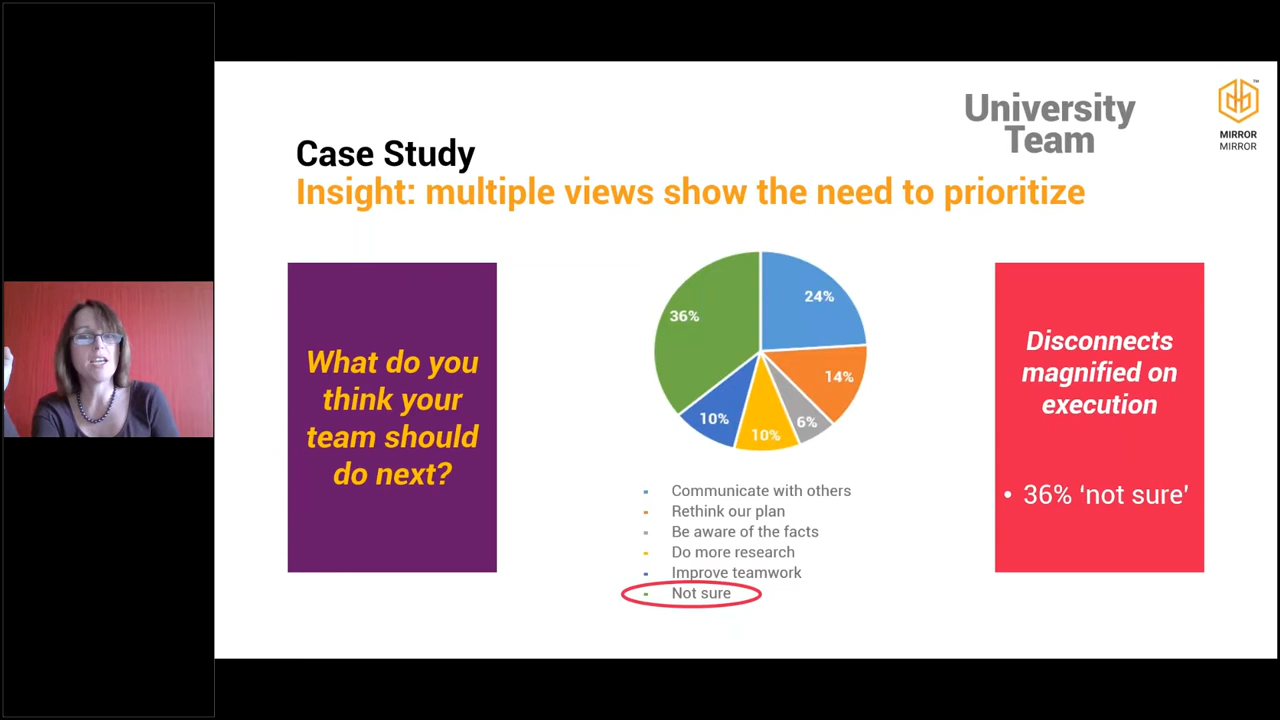 University
Team
™
MIRROR
MIRROR
Case Study
Insight: multiple views show the need to prioritize
What do you
think your
team should
do next?
24%
14%
6%
10%
10%
36%
Communicate with others
Rethink our plan
Be aware of the facts
Do more research
Improve teamwork
Not sure
Disconnects
magnified on
execution
• 36% ‘not sure’